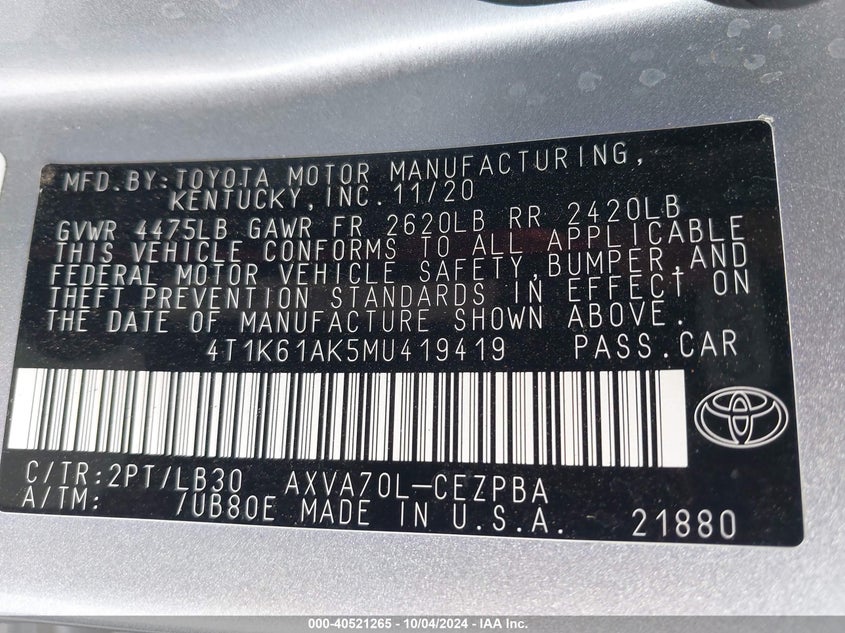 MFD.BY:TOYOTA MOTOR MANUFACTURING,
KENTUCKY,INC.11/20
GVWR 4475LB GAWR FR 2620LB RR 2420LB
THIS VEHICLE CONFORMS TO ALL APPLICABLE
FEDERAL MOTOR VEHICLE SAFETY,BUMPER,AND
THEFT PREVENTION STANDARDS IN EFFECT ON
THE DATE OF MANUFACTURE SHOWN ABOVE.
4T1K61AK5MU419419 PASS.CAR
C/TR:2PT/LB30 AXVA70L-CEZPBA
A/TM: 7UB80E MADE IN U.S.A. 21880
000-40521265 - 10/04/2024 - IAA Inc.